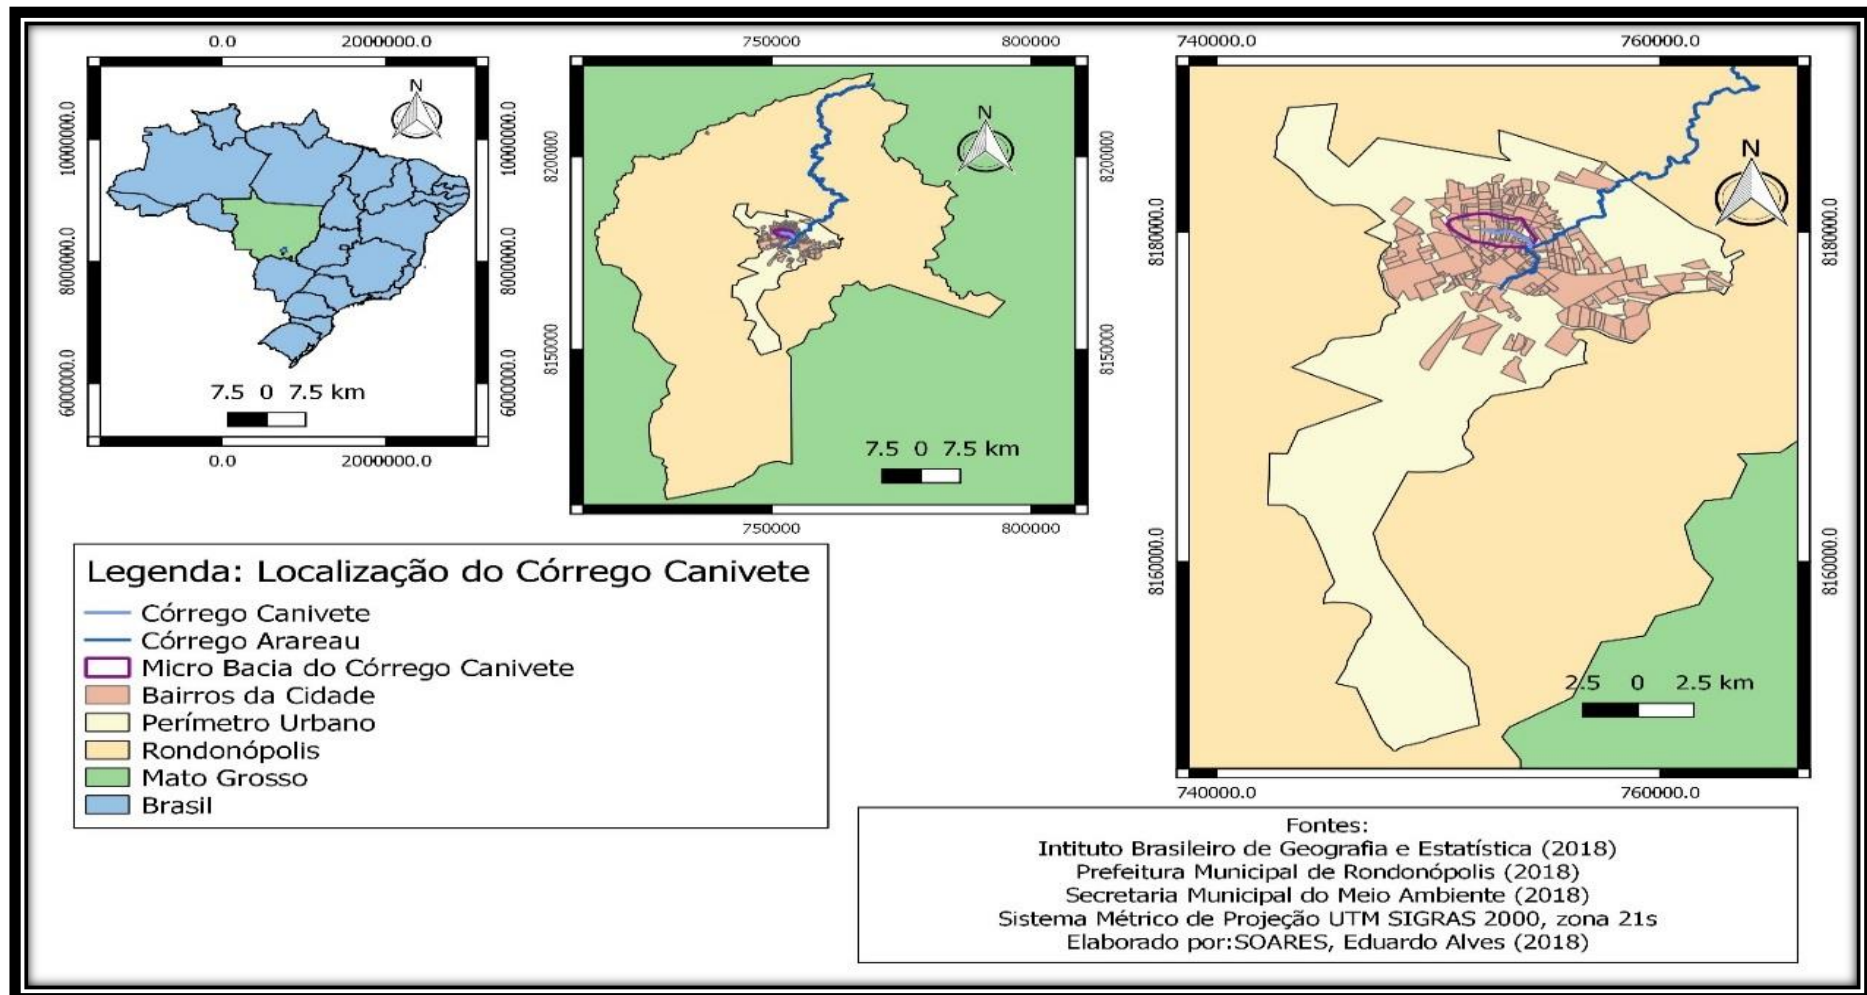 0.0 2000000.0
N
10000000.0 10000000.0
8000000.0 8000000.0
6000000.0 6000000.0
7.5 0 7.5 km
0.0 2000000.0
750000 800000
N
8200000 8200000
8150000 8150000
7.5 0 7.5 km
750000 800000
740000.0 760000.0
N
8180000.0 8180000.0
8160000.0 8160000.0
2.5 0 2.5 km
740000.0 760000.0
Legenda: Localização do Córrego Canivete
Córrego Canivete
Córrego Arareau
Micro Bacia do Córrego Canivete
Bairros da Cidade
Perímetro Urbano
Rondonópolis
Mato Grosso
Brasil
Fontes:
Intituto Brasileiro de Geografia e Estatística (2018)
Prefeitura Municipal de Rondonópolis (2018)
Secretaria Municipal do Meio Ambiente (2018)
Sistema Métrico de Projeção UTM SIGRAS 2000, zona 21s
Elaborado por:SOARES, Eduardo Alves (2018)